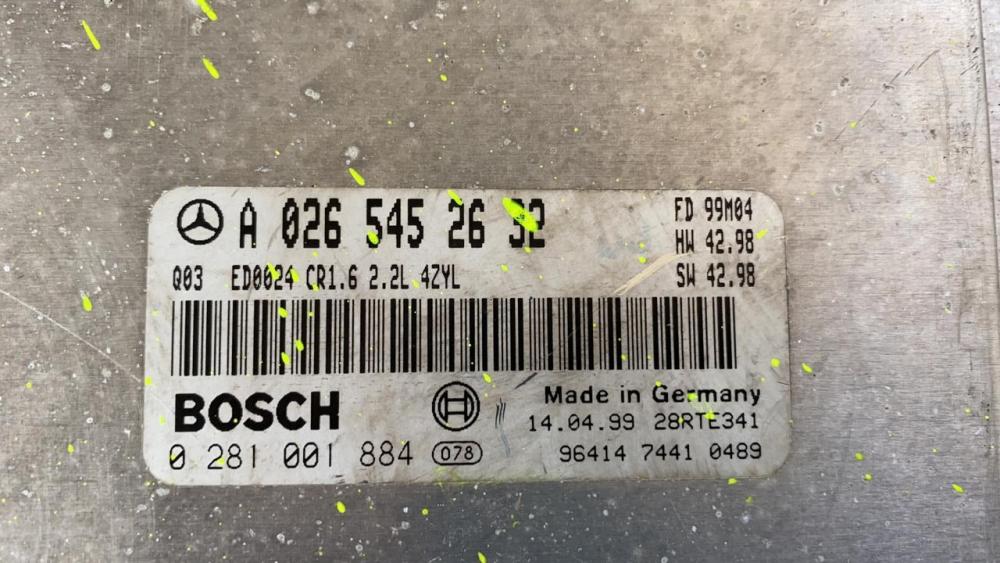 A 026 545 26 32
FD 99M04
HW 42.98
SW 42.98
Q03 ED0024 CR1.6 2.2L 4ZYL
BOSCH
Made in Germany
14.04.99 28RTE341
0 281 001 884 078
96414 7441 0489